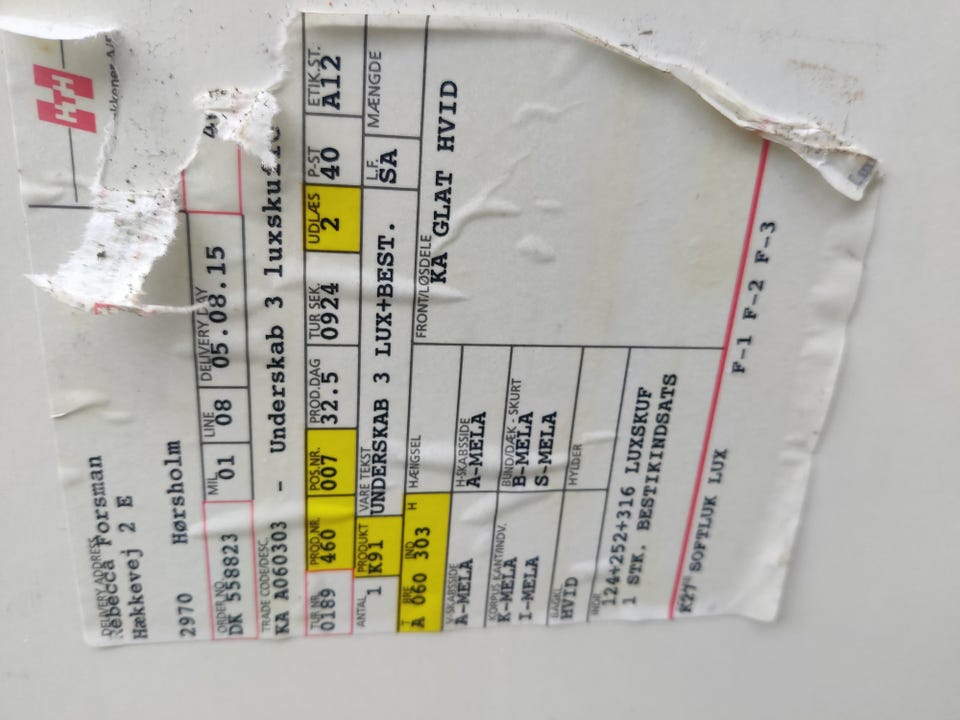 HTH
DELIVERY ADDRESS
Rebecca Forsman
Hækkevej 2 E
2970 Hørsholm
ORDER NO MIL LINE DELIVERY DAY
DK 558823 01 08 05.08.15
TRADE CODE/DESC.
KA A060303 - Underskab 3 luxskuffe
TUR NR. PROD.NR. POS.NR. PROD.DAG TUR SEK. UDLÆS P-ST ETIK.ST.
0189 460 007 32.5 0924 2 40 A12
ANTAL PRODUKT VARE TEKST L.F. MÆNGDE
1 K91 UNDERSKAB 3 LUX+BEST. SA
T BRE IND H HÆNGSEL FRONT/LØSDELE
A 060 303 KA GLAT HVID
V-SKABSSIDE H-SKABSSIDE
A-MELA A-MELA
KORPUS KANT/INDV. BUND/DÆK - SKURT
K-MELA B-MELA
I-MELA S-MELA
SOKKEL HYLDER
HVID
INDR
124+252+316 LUXSKUF
1 STK. BESTIKINDSATS
K27 SOFTLUK LUX F-1 F-2 F-3